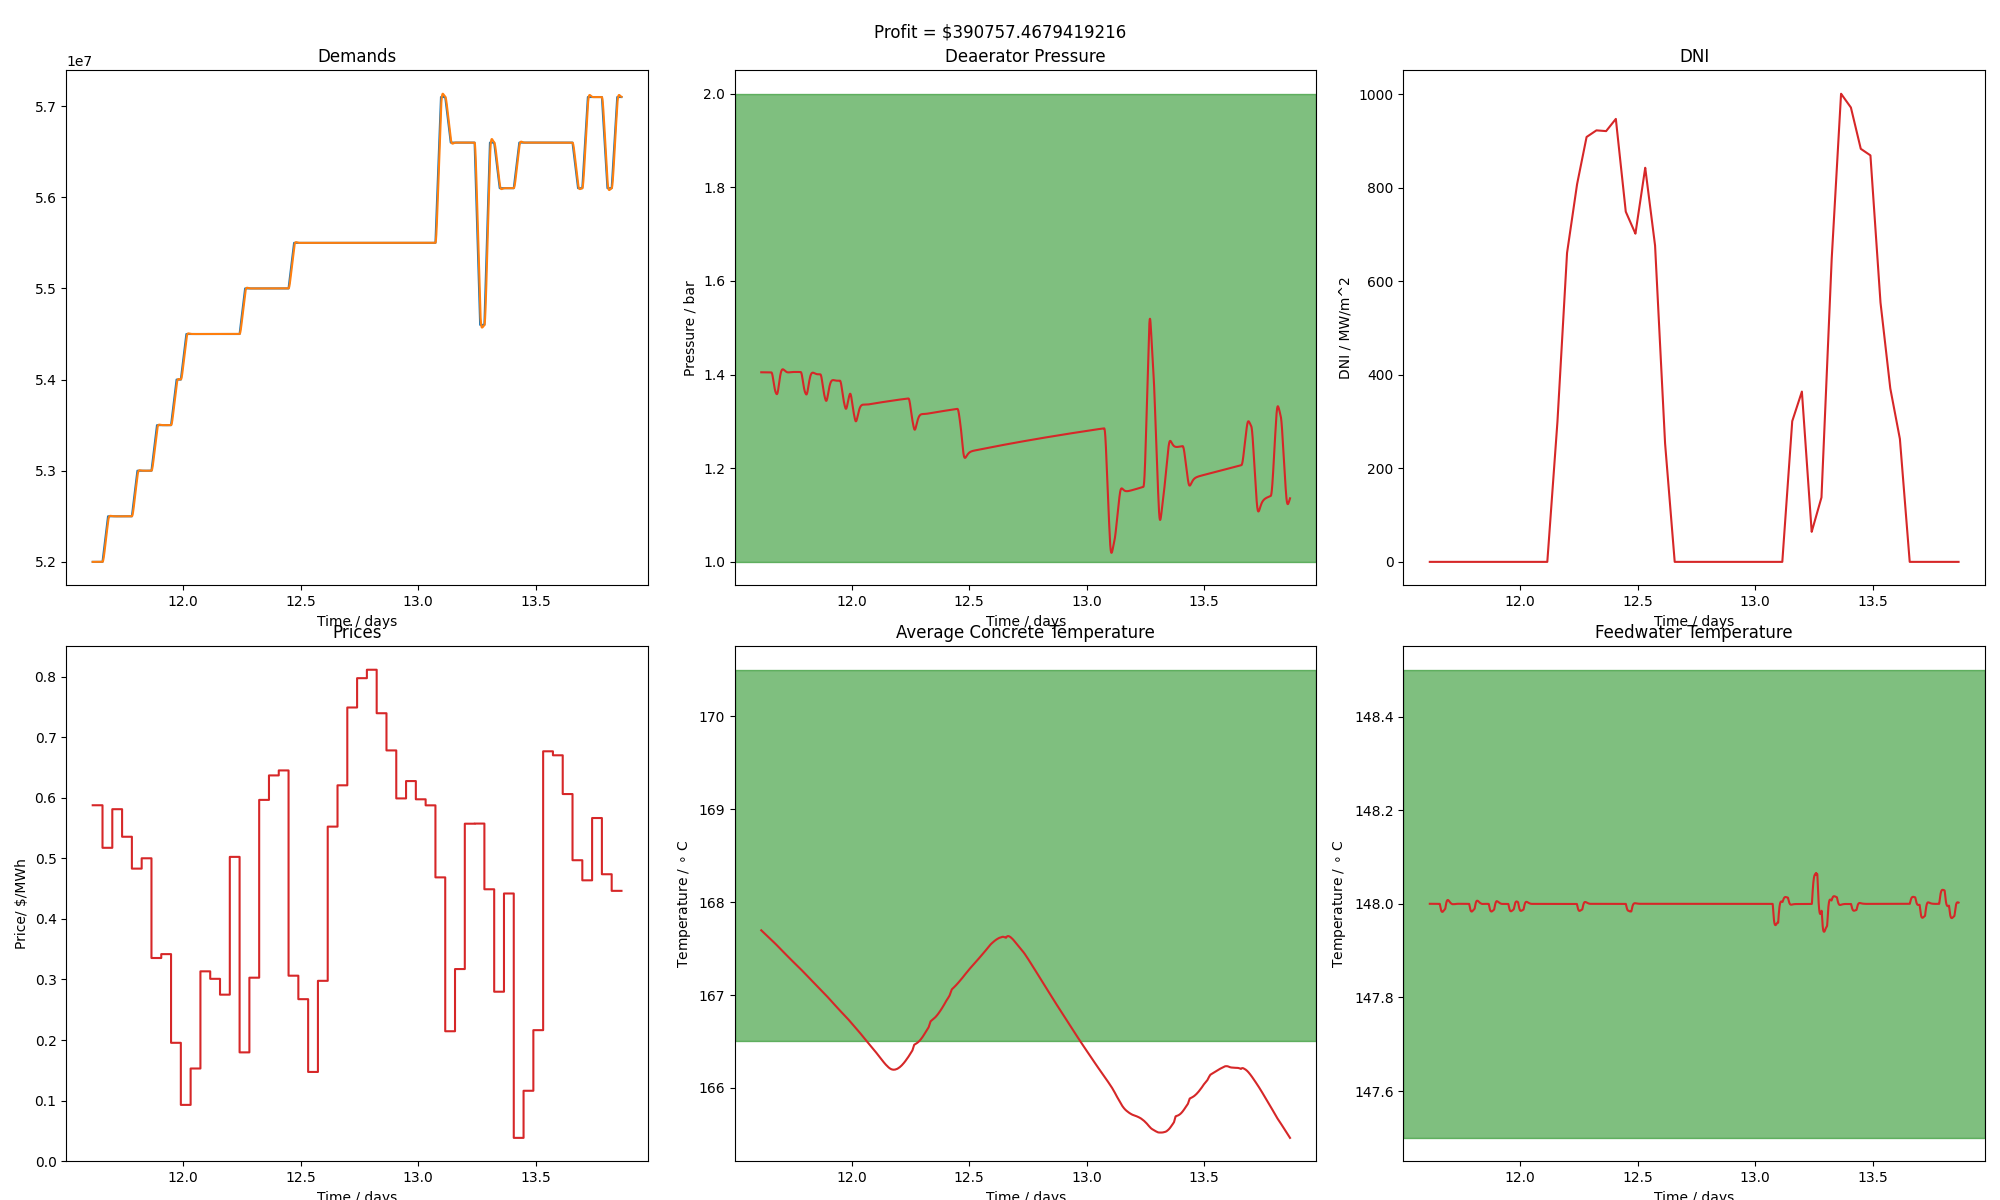 Profit = $390757.4679419216
Demands
1e7
5.7
5.6
5.5
5.4
5.3
5.2
12.0 12.5 13.0 13.5
Time / days
Deaerator Pressure
Pressure / bar
2.0
1.8
1.6
1.4
1.2
1.0
12.0 12.5 13.0 13.5
Time / days
DNI
DNI / MW/m^2
1000
800
600
400
200
0
12.0 12.5 13.0 13.5
Time / days
Prices
Price/ $/MWh
0.8
0.7
0.6
0.5
0.4
0.3
0.2
0.1
0.0
12.0 12.5 13.0 13.5
Time / days
Average Concrete Temperature
Temperature / ∘ C
170
169
168
167
166
12.0 12.5 13.0 13.5
Time / days
Feedwater Temperature
Temperature / ∘ C
148.4
148.2
148.0
147.8
147.6
12.0 12.5 13.0 13.5
Time / days